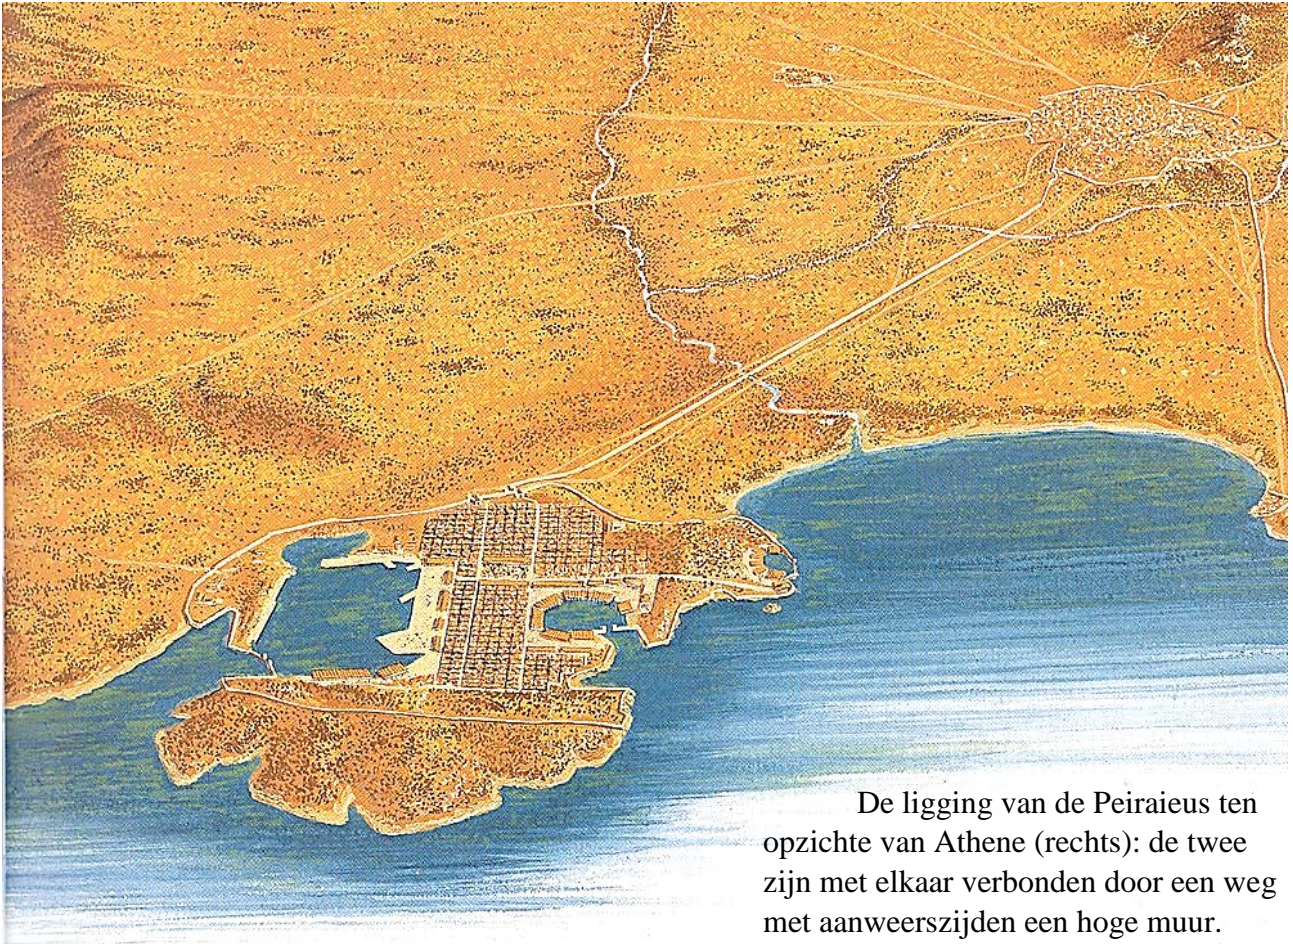 De ligging van de Peiraieus ten
opzichte van Athene (rechts): de twee
zijn met elkaar verbonden door een weg
met aanweerszijden een hoge muur.